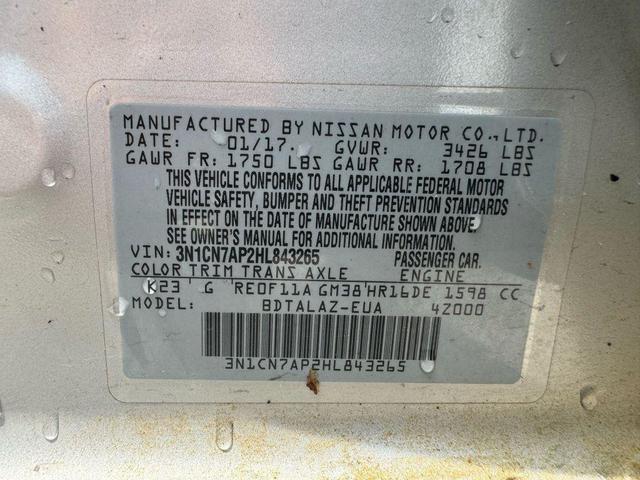 MANUFACTURED BY NISSAN MOTOR CO., LTD.
DATE: 01/17. GVWR: 3426 LBS
GAWR FR: 1750 LBS GAWR RR: 1708 LBS
THIS VEHICLE CONFORMS TO ALL APPLICABLE FEDERAL MOTOR
VEHICLE SAFETY, BUMPER AND THEFT PREVENTION STANDARDS
IN EFFECT ON THE DATE OF MANUFACTURE SHOWN ABOVE.
SEE OWNER'S MANUAL FOR ADDITIONAL INFORMATION.
VIN: 3N1CN7AP2HL843265 PASSENGER CAR.
COLOR TRIM TRANS AXLE ENGINE
K23 G RE0F11A GM38 HR16DE 1598 CC
MODEL: BDTALAZ-EUA 4Z000
3N1CN7AP2HL843265